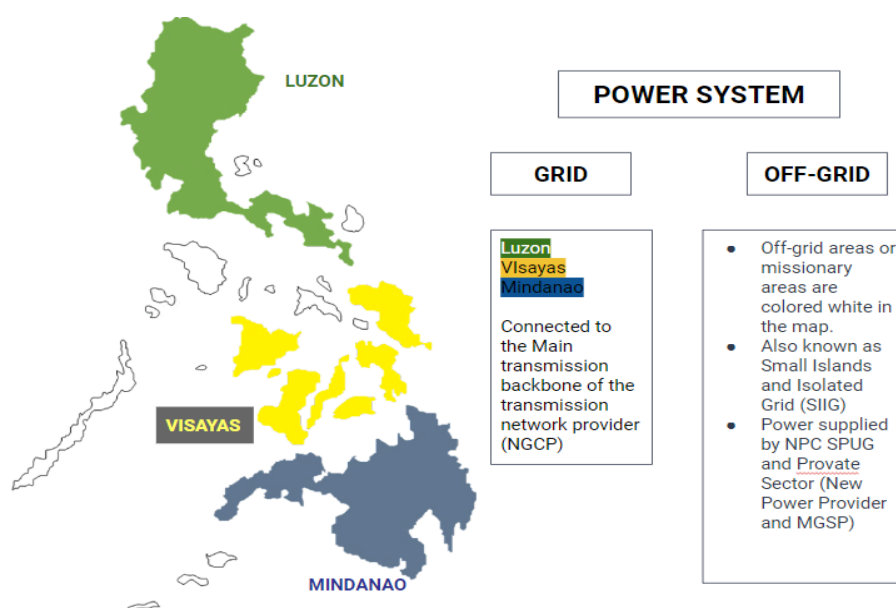 LUZON
VISAYAS
MINDANAO
POWER SYSTEM
GRID
Luzon
VIsayas
Mindanao
Connected to
the Main
transmission
backbone of the
transmission
network provider
(NGCP)
OFF-GRID
● Off-grid areas or
missionary
areas are
colored white in
the map.
● Also known as
Small Islands
and Isolated
Grid (SIIG)
● Power supplied
by NPC SPUG
and Provate
Sector (New
Power Provider
and MGSP)